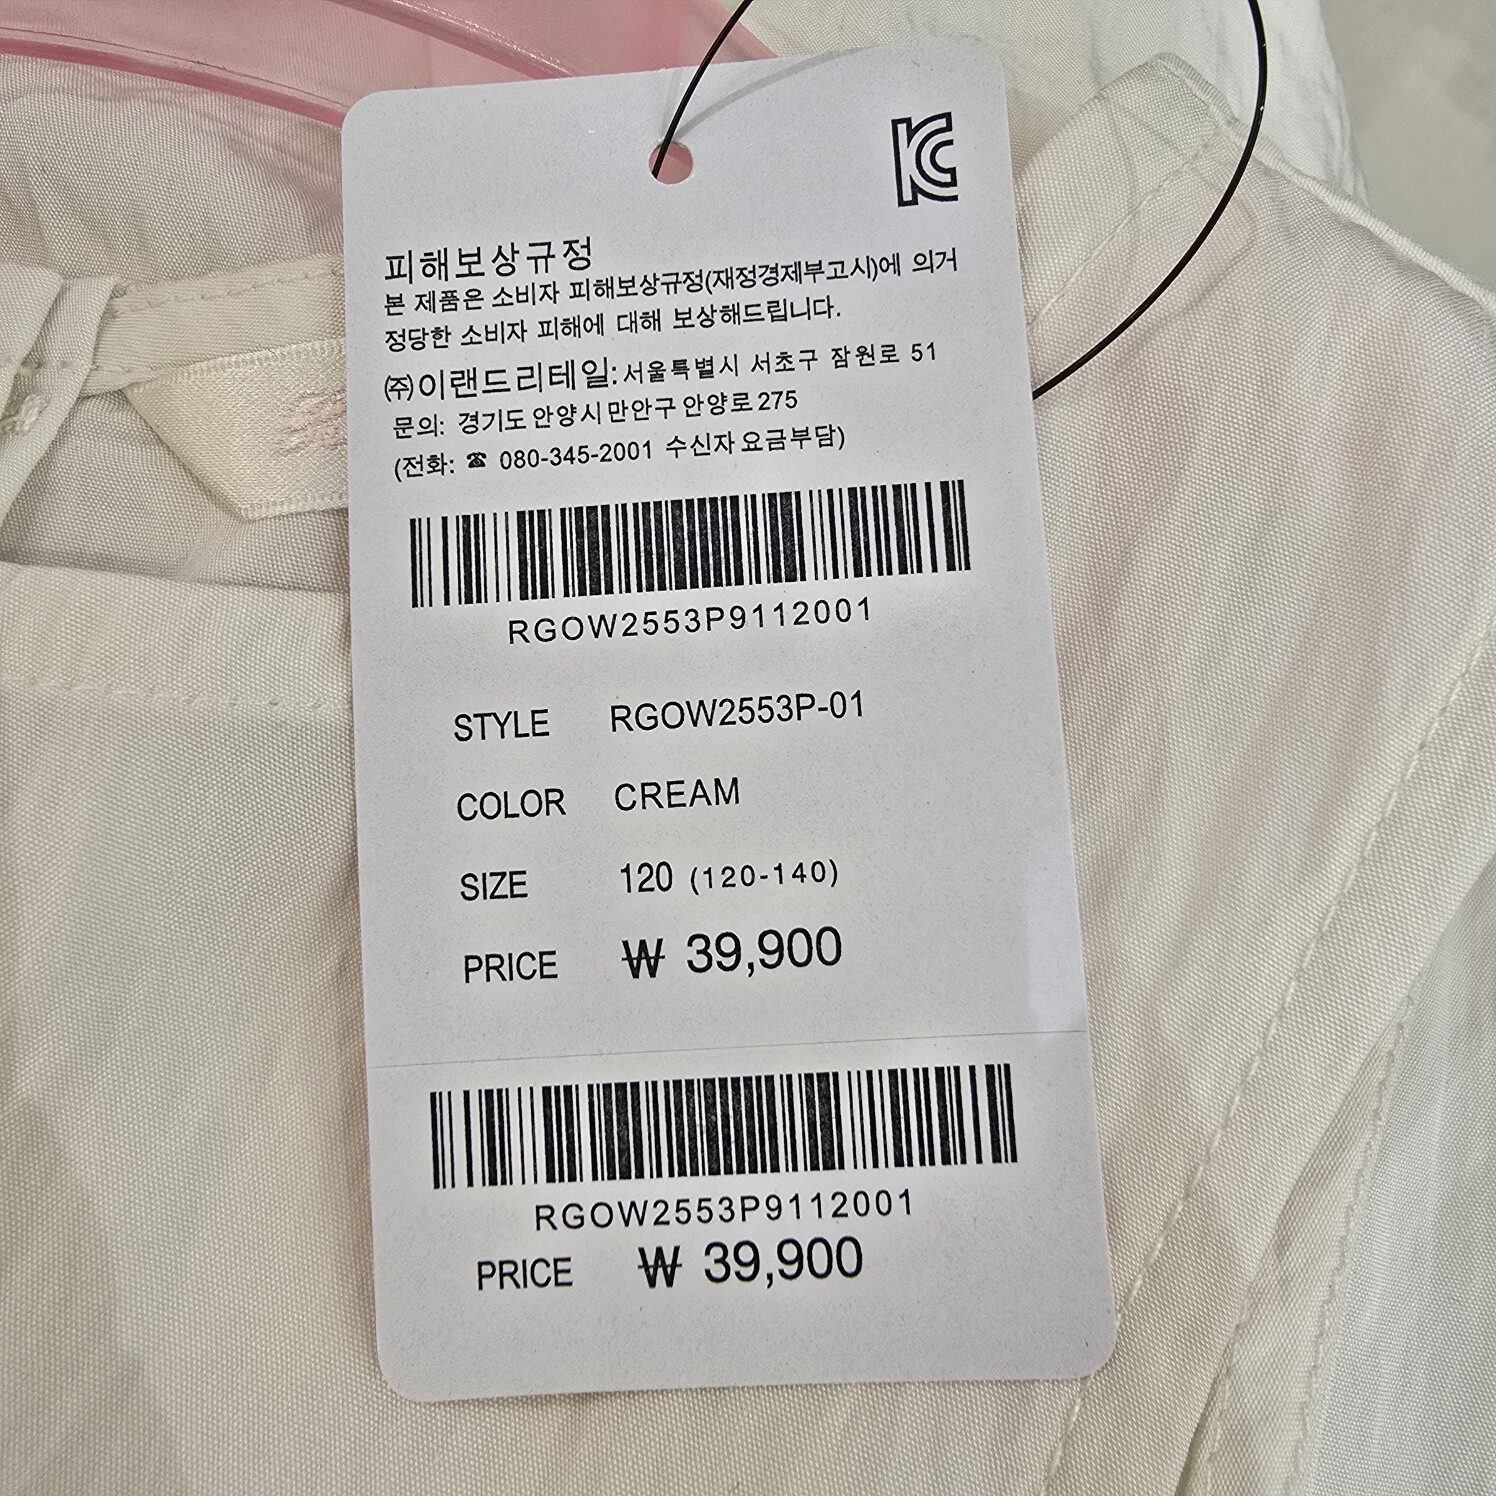 KC
피해보상규정
본 제품은 소비자 피해보상규정(재정경제부고시)에 의거
정당한 소비자 피해에 대해 보상해드립니다.
㈜이랜드리테일: 서울특별시 서초구 잠원로 51
문의: 경기도 안양시 만안구 안양로 275
(전화: ☎ 080-345-2001 수신자 요금부담)
RGOW2553P9112001
STYLE RGOW2553P-01
COLOR CREAM
SIZE 120 (120-140)
PRICE ₩ 39,900
RGOW2553P9112001
PRICE ₩ 39,900